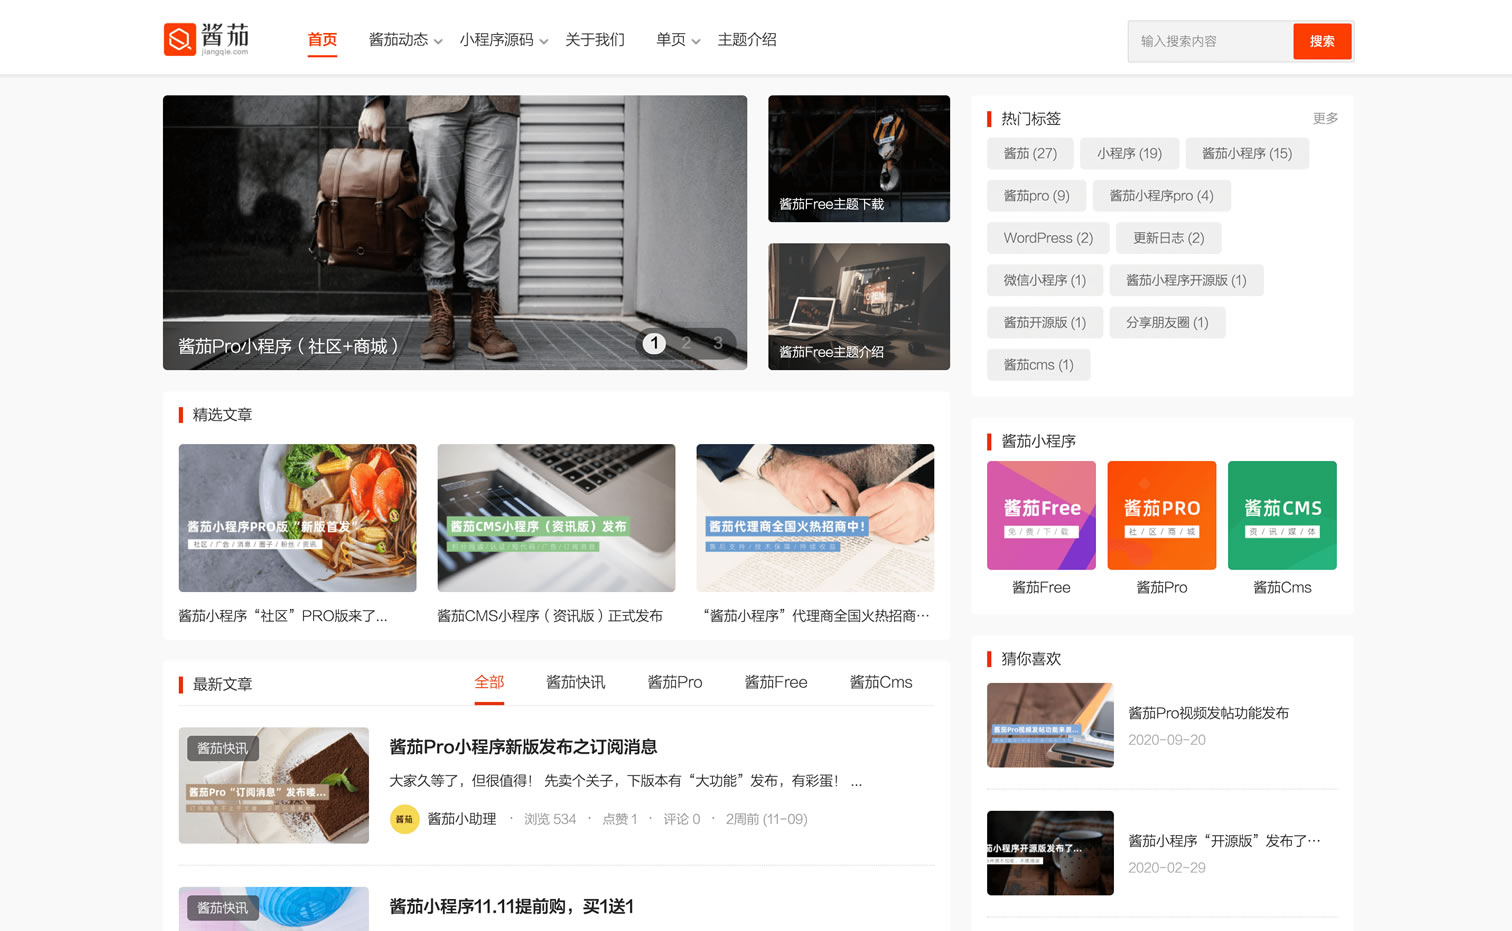 酱茄
jiangqie.com
首页
酱茄动态
小程序源码
关于我们
单页
主题介绍
输入搜索内容
搜索
酱茄Pro小程序（社区+商城）
1 2 3
酱茄Free主题下载
酱茄Free主题介绍
精选文章
酱茄小程序PRO版“新版首发”
社区 / 广告 / 消息 / 圈子 / 粉丝 / 资讯
酱茄小程序“社区”PRO版来了...
酱茄CMS小程序（资讯版）发布
酱茄CMS小程序（资讯版）正式发布
酱茄代理商全国火热招商中!
售后支持 / 技术保障 / 持续收益
“酱茄小程序”代理商全国火热招商…
最新文章
全部
酱茄快讯
酱茄Pro
酱茄Free
酱茄Cms
酱茄快讯
酱茄Pro“订阅消息”发布喽...
酱茄Pro小程序新版发布之订阅消息
大家久等了，但很值得！ 先卖个关子，下版本有“大功能”发布，有彩蛋！ ...
酱茄
酱茄小助理 · 浏览 534 · 点赞 1 · 评论 0 · 2周前 (11-09)
酱茄快讯
酱茄小程序11.11提前购，买1送1
热门标签
更多
酱茄 (27)
小程序 (19)
酱茄小程序 (15)
酱茄pro (9)
酱茄小程序pro (4)
WordPress (2)
更新日志 (2)
微信小程序 (1)
酱茄小程序开源版 (1)
酱茄开源版 (1)
分享朋友圈 (1)
酱茄cms (1)
酱茄小程序
酱茄Free
免 / 费 / 下 / 载
酱茄Free
酱茄PRO
社 / 区 / 商 / 城
酱茄Pro
酱茄CMS
资 / 讯 / 媒 / 体
酱茄Cms
猜你喜欢
酱茄Pro视频发帖功能来袭...
酱茄Pro视频发帖功能发布
2020-09-20
茄小程序开源版发布了...
酱茄小程序“开源版”发布了…
2020-02-29